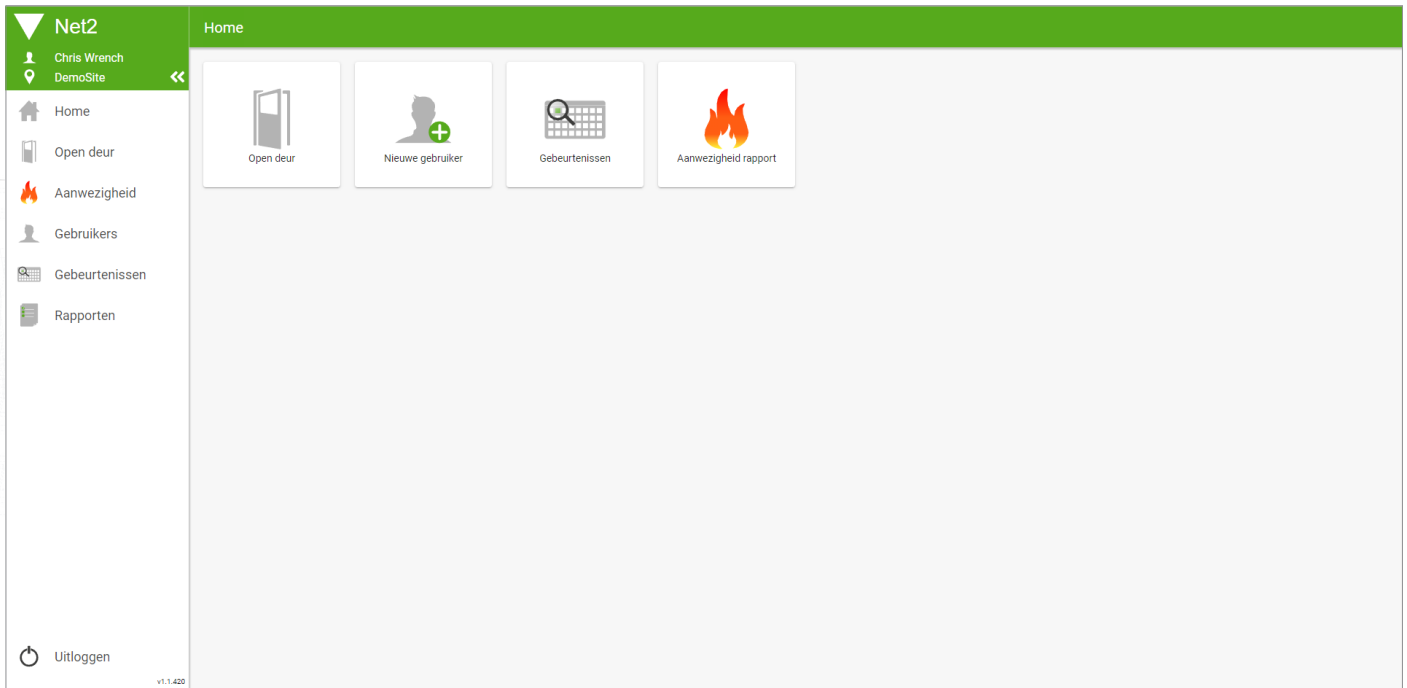 Net2
Chris Wrench
DemoSite
Home
Open deur
Aanwezigheid
Gebruikers
Gebeurtenissen
Rapporten
Uitloggen
v1.1.420
Home
Open deur
Nieuwe gebruiker
Gebeurtenissen
Aanwezigheid rapport